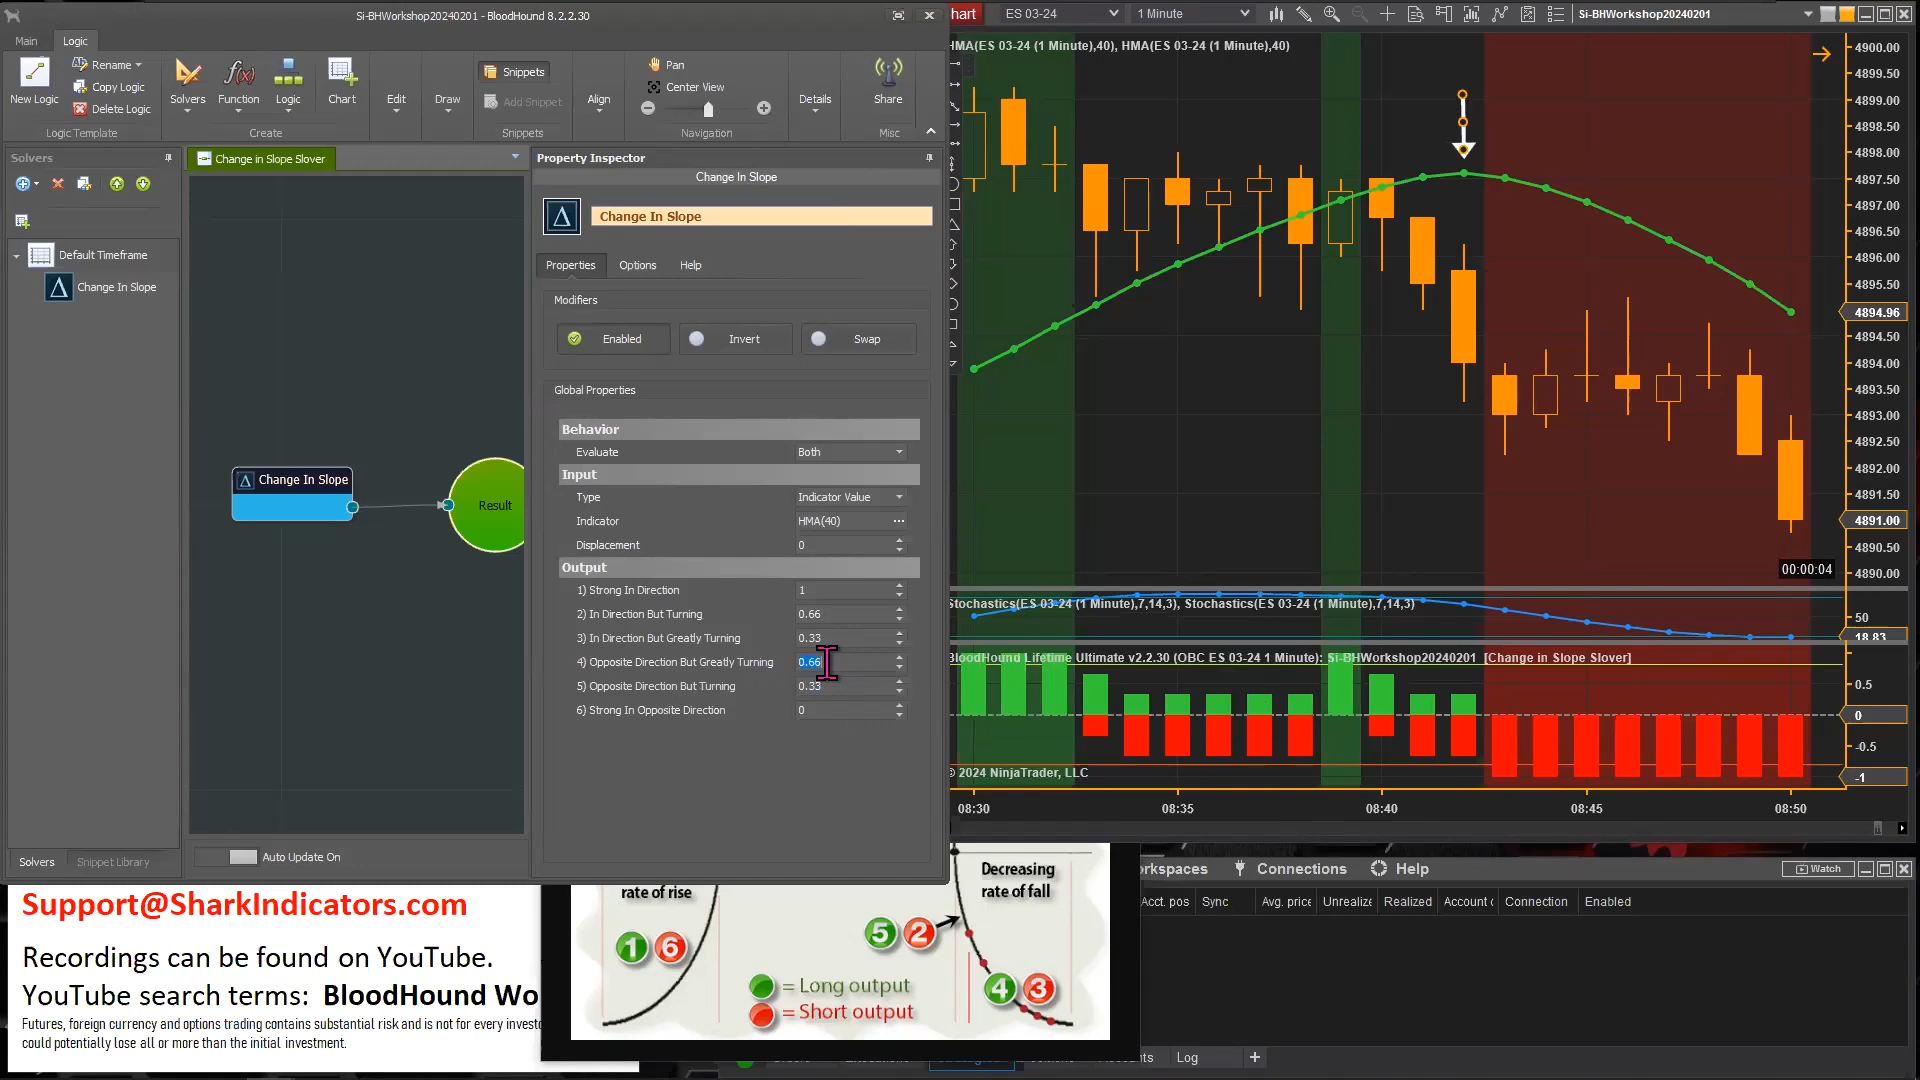 Si-BHWorkshop20240201 - BloodHound 8.2.2.30
Main
Logic
New Logic
Rename
Copy Logic
Delete Logic
Logic Template
Solvers
Function
Logic
Chart
Create
Edit
Draw
Snippets
Add Snippet
Snippets
Align
Pan
Center View
Navigation
Details
Share
Misc
Solvers
Default Timeframe
Change In Slope
Solvers
Snippet Library
Change in Slope Slover
Change In Slope
Result
Auto Update On
Property Inspector
Change In Slope
Change In Slope
Properties
Options
Help
Modifiers
Enabled
Invert
Swap
Global Properties
Behavior
Evaluate Both
Input
Type Indicator Value
Indicator HMA(40)
Displacement 0
Output
1) Strong In Direction 1
2) In Direction But Turning 0.66
3) In Direction But Greatly Turning 0.33
4) Opposite Direction But Greatly Turning 0.66
5) Opposite Direction But Turning 0.33
6) Strong In Opposite Direction 0
hart
ES 03-24
1 Minute
Si-BHWorkshop20240201
HMA(ES 03-24 (1 Minute),40), HMA(ES 03-24 (1 Minute),40)
4900.00
4899.50
4899.00
4898.50
4898.00
4897.50
4897.00
4896.50
4896.00
4895.50
4894.96
4894.50
4894.00
4893.50
4893.00
4892.50
4892.00
4891.50
4891.00
4890.50
4890.00
00:00:04
Stochastics(ES 03-24 (1 Minute),7,14,3), Stochastics(ES 03-24 (1 Minute),7,14,3)
50
18.83
BloodHound Lifetime Ultimate v2.2.30 (OBC ES 03-24 1 Minute): Si-BHWorkshop20240201 [Change in Slope Slover]
0.5
0
-0.5
-1
© 2024 NinjaTrader, LLC
08:30
08:35
08:40
08:45
08:50
Support@SharkIndicators.com
Recordings can be found on YouTube.
YouTube search terms: BloodHound Wo
Futures, foreign currency and options trading contains substantial risk and is not for every investo
could potentially lose all or more than the initial investment.
rate of rise
1 6
5 2
Decreasing
rate of fall
4 3
= Long output
= Short output
rkspaces
Connections
Help
Watch
Acct. pos
Sync
Avg. price
Unrealize
Realized
Account
Connection
Enabled
ts
Log
+